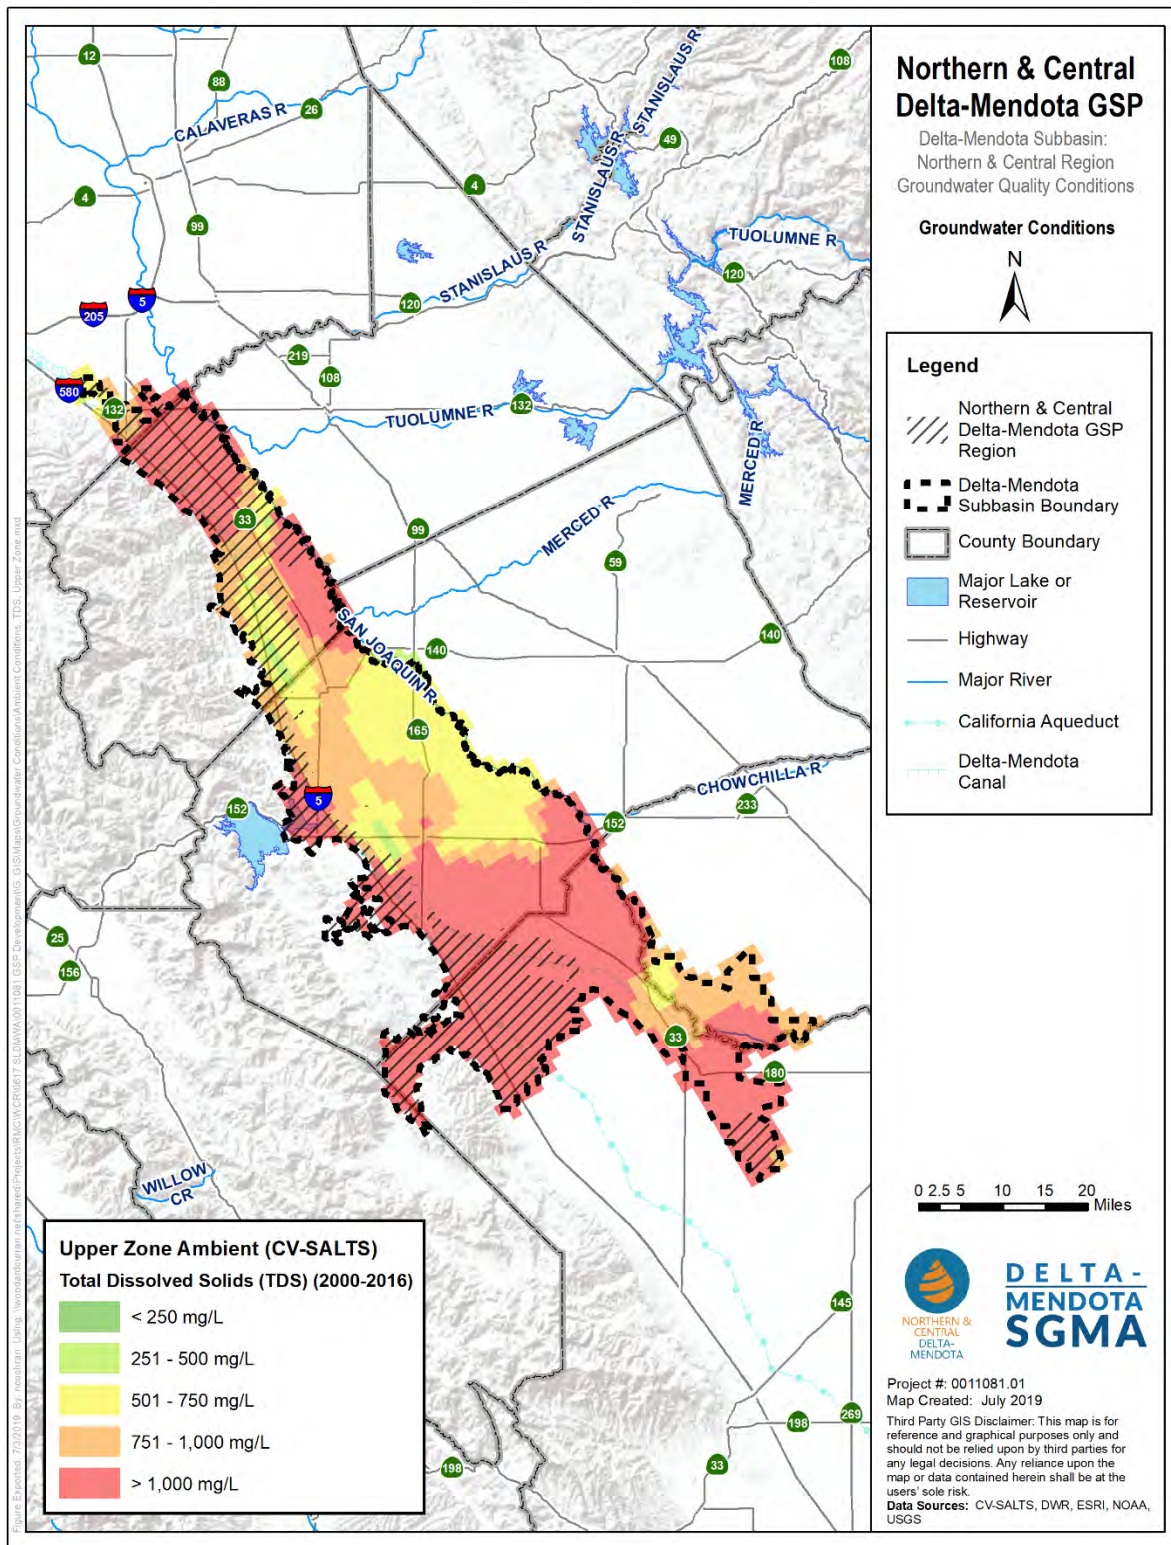 Northern & Central
Delta-Mendota GSP
Delta-Mendota Subbasin:
Northern & Central Region
Groundwater Quality Conditions
Groundwater Conditions
N
Legend
Northern & Central
Delta-Mendota GSP
Region
Delta-Mendota
Subbasin Boundary
County Boundary
Major Lake or
Reservoir
Highway
Major River
California Aqueduct
Delta-Mendota
Canal
0 2.5 5 10 15 20
Miles
NORTHERN &
CENTRAL
DELTA-
MENDOTA
DELTA-
MENDOTA
SGMA
Project #: 0011081.01
Map Created: July 2019
Third Party GIS Disclaimer: This map is for
reference and graphical purposes only and
should not be relied upon by third parties for
any legal decisions. Any reliance upon the
map or data contained herein shall be at the
users' sole risk.
Data Sources: CV-SALTS, DWR, ESRI, NOAA,
USGS
12
88
26
CALAVERAS R
4
99
4
108
49
STANISLAUS R
STANISLAUS R
STANISLAUS R
TUOLUMNE R
120
120
5
205
580
132
219
108
TUOLUMNE R
132
MERCED R
MERCED R
33
99
59
SAN JOAQUIN R
140
140
165
CHOWCHILLA R
233
152
152
5
25
156
33
180
WILLOW
CR
145
198
269
33
198
Upper Zone Ambient (CV-SALTS)
Total Dissolved Solids (TDS) (2000-2016)
< 250 mg/L
251 - 500 mg/L
501 - 750 mg/L
751 - 1,000 mg/L
> 1,000 mg/L